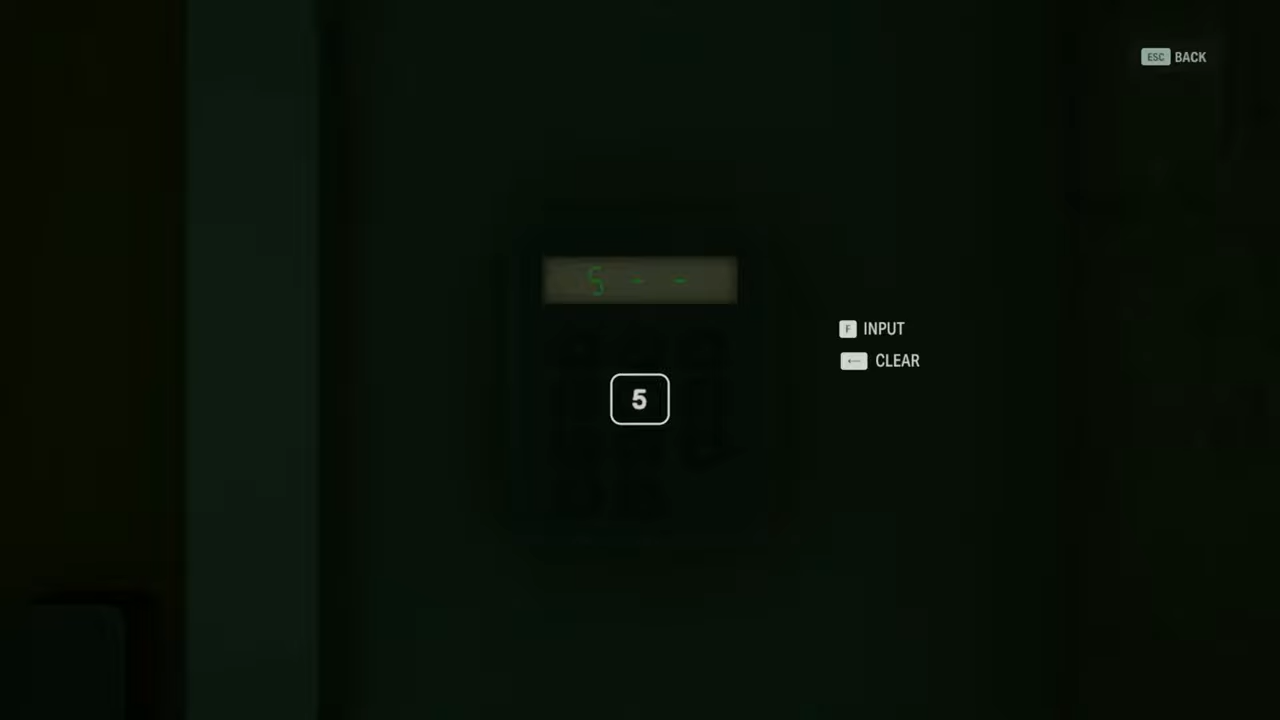 ESC BACK
5 - -
F INPUT
5
← CLEAR